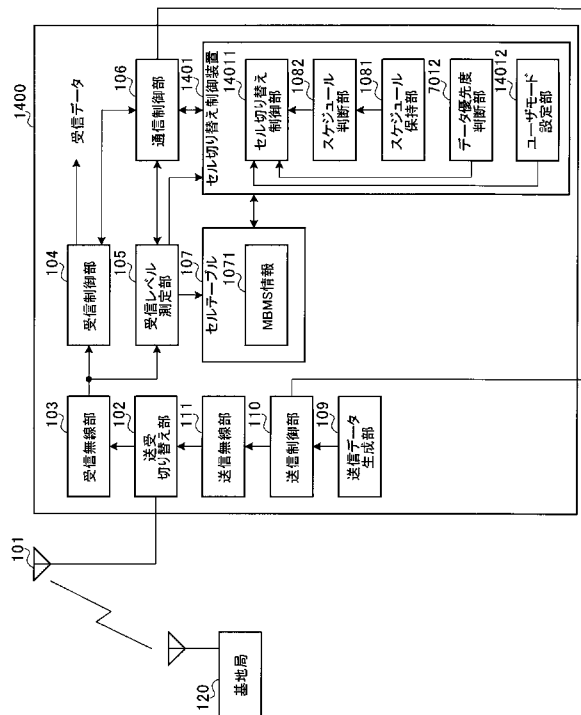 1400
受信データ
104
受信制御部
106
通信制御部
105
受信レベル
測定部
107
セルテーブル
1071
MBMS情報
1401
セル切り替え制御装置
14011
セル切り替え
制御部
1082
スケジュール
判断部
1081
スケジュール
保持部
7012
データ優先度
判断部
14012
ユーザモード
設定部
103
受信無線部
102
送受
切り替え部
111
送信無線部
110
送信制御部
109
送信データ
生成部
101
120
基地局